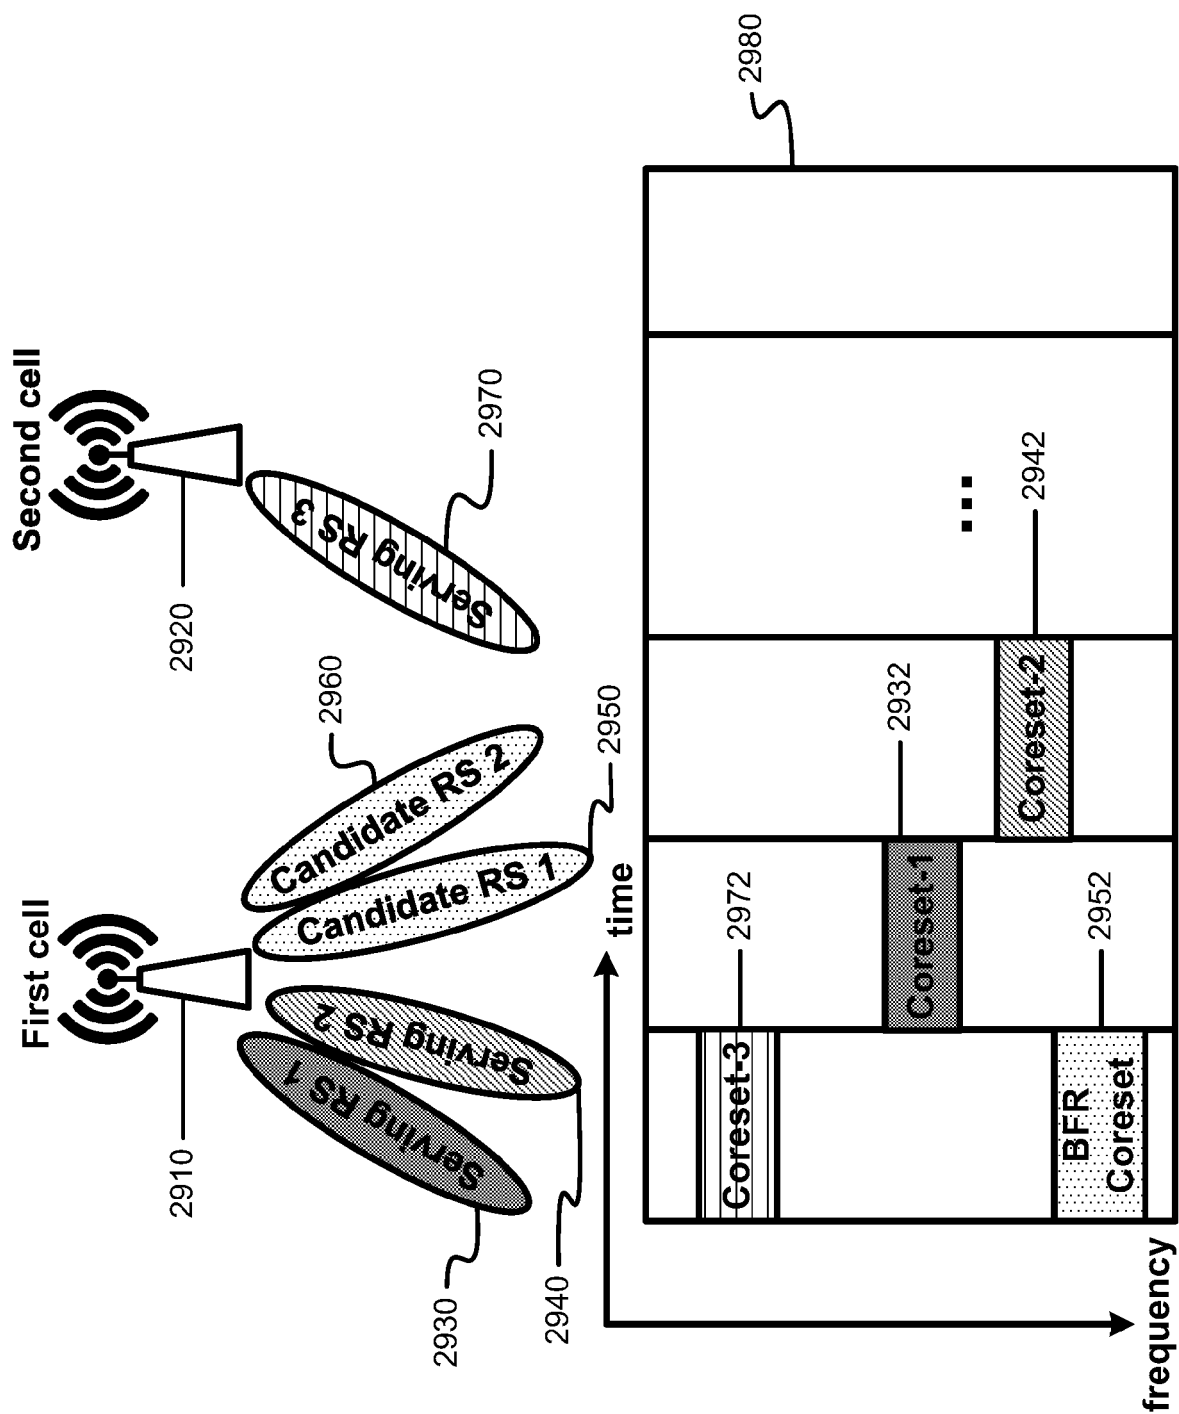 First cell
Second cell
2910
2920
2930
Serving RS 1
2940
Serving RS 2
Candidate RS 1
2950
Candidate RS 2
2960
Serving RS 3
2970
time
frequency
2980
Coreset-3
2972
Coreset-1
2932
Coreset-2
2942
BFR
Coreset
2952
...